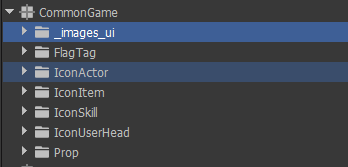 CommonGame
_images_ui
FlagTag
IconActor
IconItem
IconSkill
IconUserHead
Prop